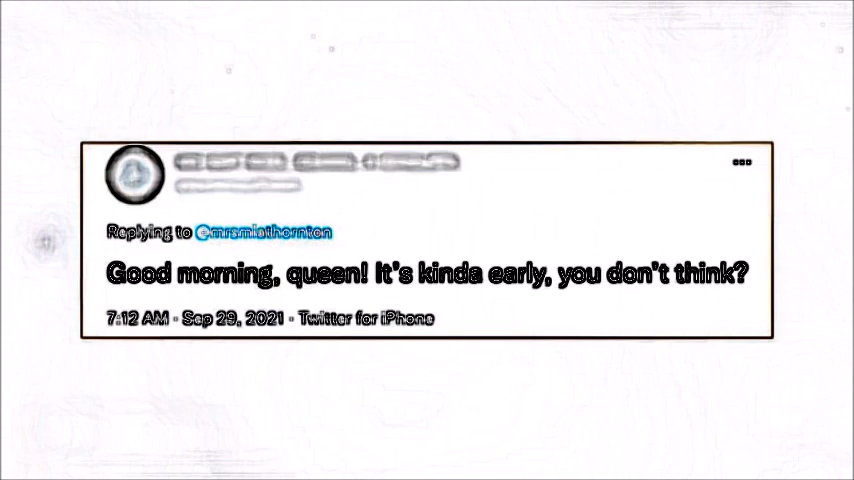 Replying to @mrsmiathornton
Good morning, queen! It's kinda early, you don't think?
7:12 AM · Sep 29, 2021 · Twitter for iPhone